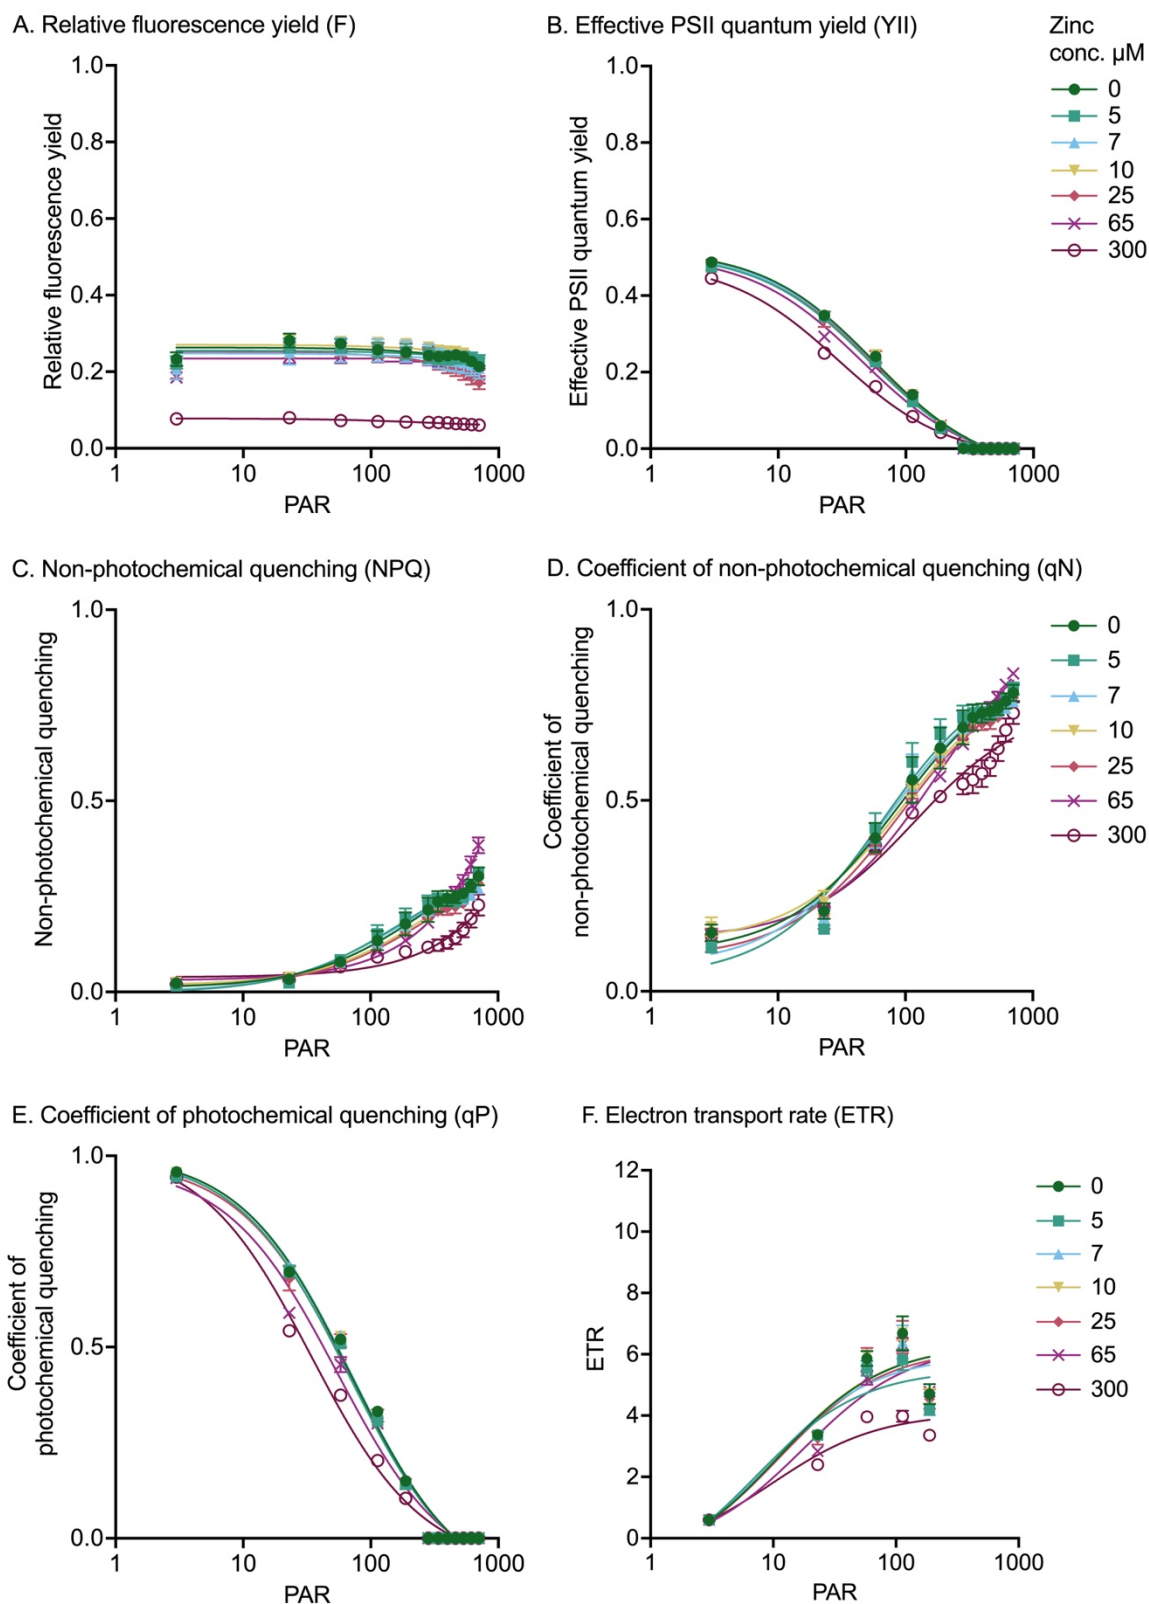 A. Relative fluorescence yield (F)
B. Effective PSII quantum yield (YII)
Zinc
conc. µM
0
5
7
10
25
65
300
Relative fluorescence yield
1.0
0.8
0.6
0.4
0.2
0.0
1 10 100 1000
PAR
Effective PSII quantum yield
1.0
0.8
0.6
0.4
0.2
0.0
1 10 100 1000
PAR
C. Non-photochemical quenching (NPQ)
D. Coefficient of non-photochemical quenching (qN)
Non-photochemical quenching
1.0
0.5
0.0
1 10 100 1000
PAR
Coefficient of
non-photochemical quenching
1.0
0.5
0.0
1 10 100 1000
PAR
0
5
7
10
25
65
300
E. Coefficient of photochemical quenching (qP)
F. Electron transport rate (ETR)
Coefficient of
photochemical quenching
1.0
0.5
0.0
1 10 100 1000
PAR
ETR
12
10
8
6
4
2
0
1 10 100 1000
PAR
0
5
7
10
25
65
300